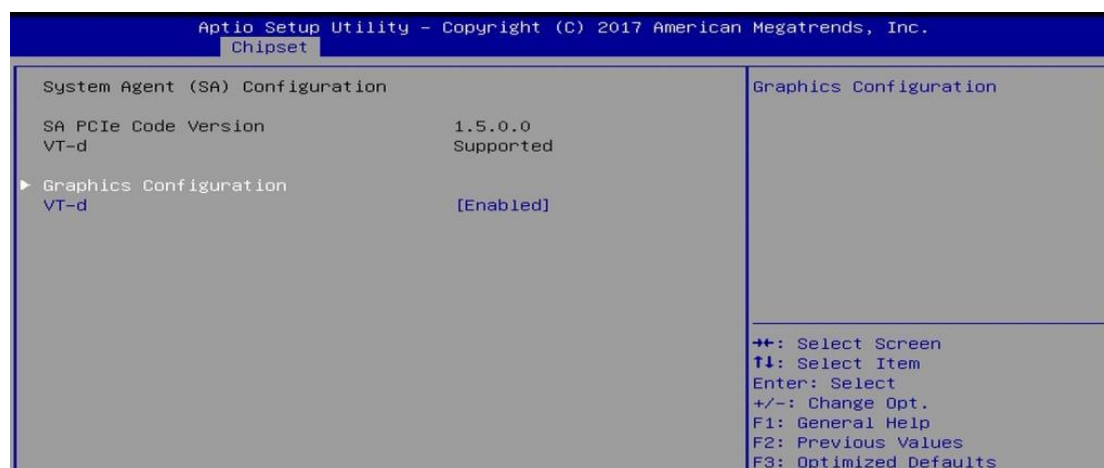 Aptio Setup Utility – Copyright (C) 2017 American Megatrends, Inc.
Chipset
System Agent (SA) Configuration
SA PCIe Code Version 1.5.0.0
VT-d Supported
► Graphics Configuration
VT-d [Enabled]
Graphics Configuration
→←: Select Screen
↑↓: Select Item
Enter: Select
+/-: Change Opt.
F1: General Help
F2: Previous Values
F3: Optimized Defaults